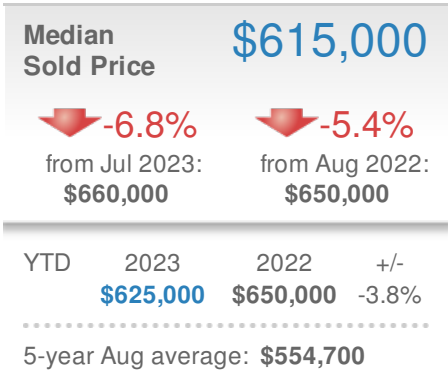 Median $615,000
Sold Price
-6.8% -5.4%
from Jul 2023: from Aug 2022:
$660,000 $650,000
YTD 2023 2022 +/-
$625,000 $650,000 -3.8%
5-year Aug average: $554,700